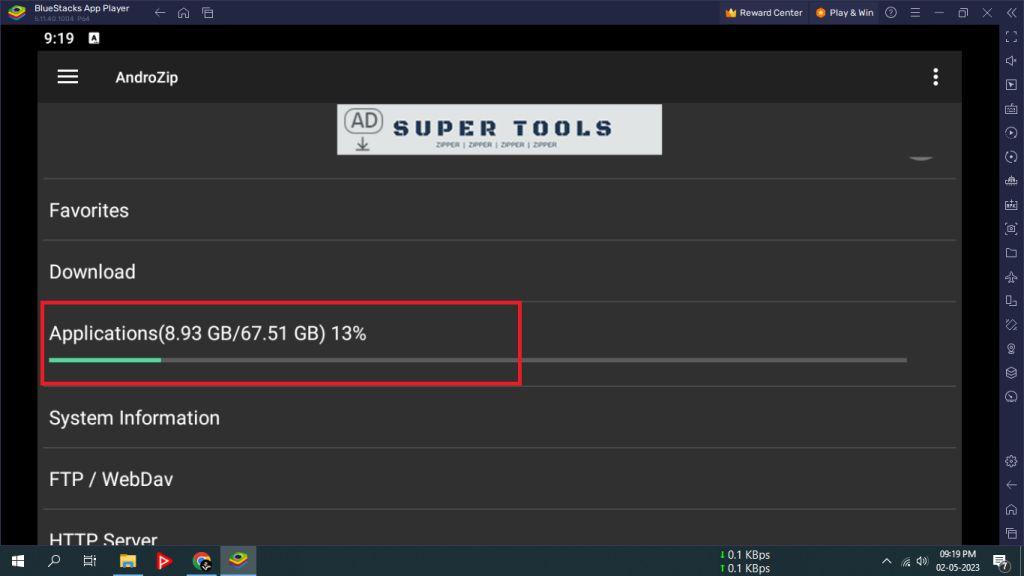 BlueStacks App Player
5.11.40.1004 P64
Reward Center
Play & Win
9:19
A
AndroZip
AD
SUPER TOOLS
ZIPPER | ZIPPER | ZIPPER | ZIPPER
Favorites
Download
Applications(8.93 GB/67.51 GB) 13%
System Information
FTP / WebDav
HTTP Server
↓ 0.1 KBps
↑ 0.1 KBps
09:19 PM
02-05-2023
7